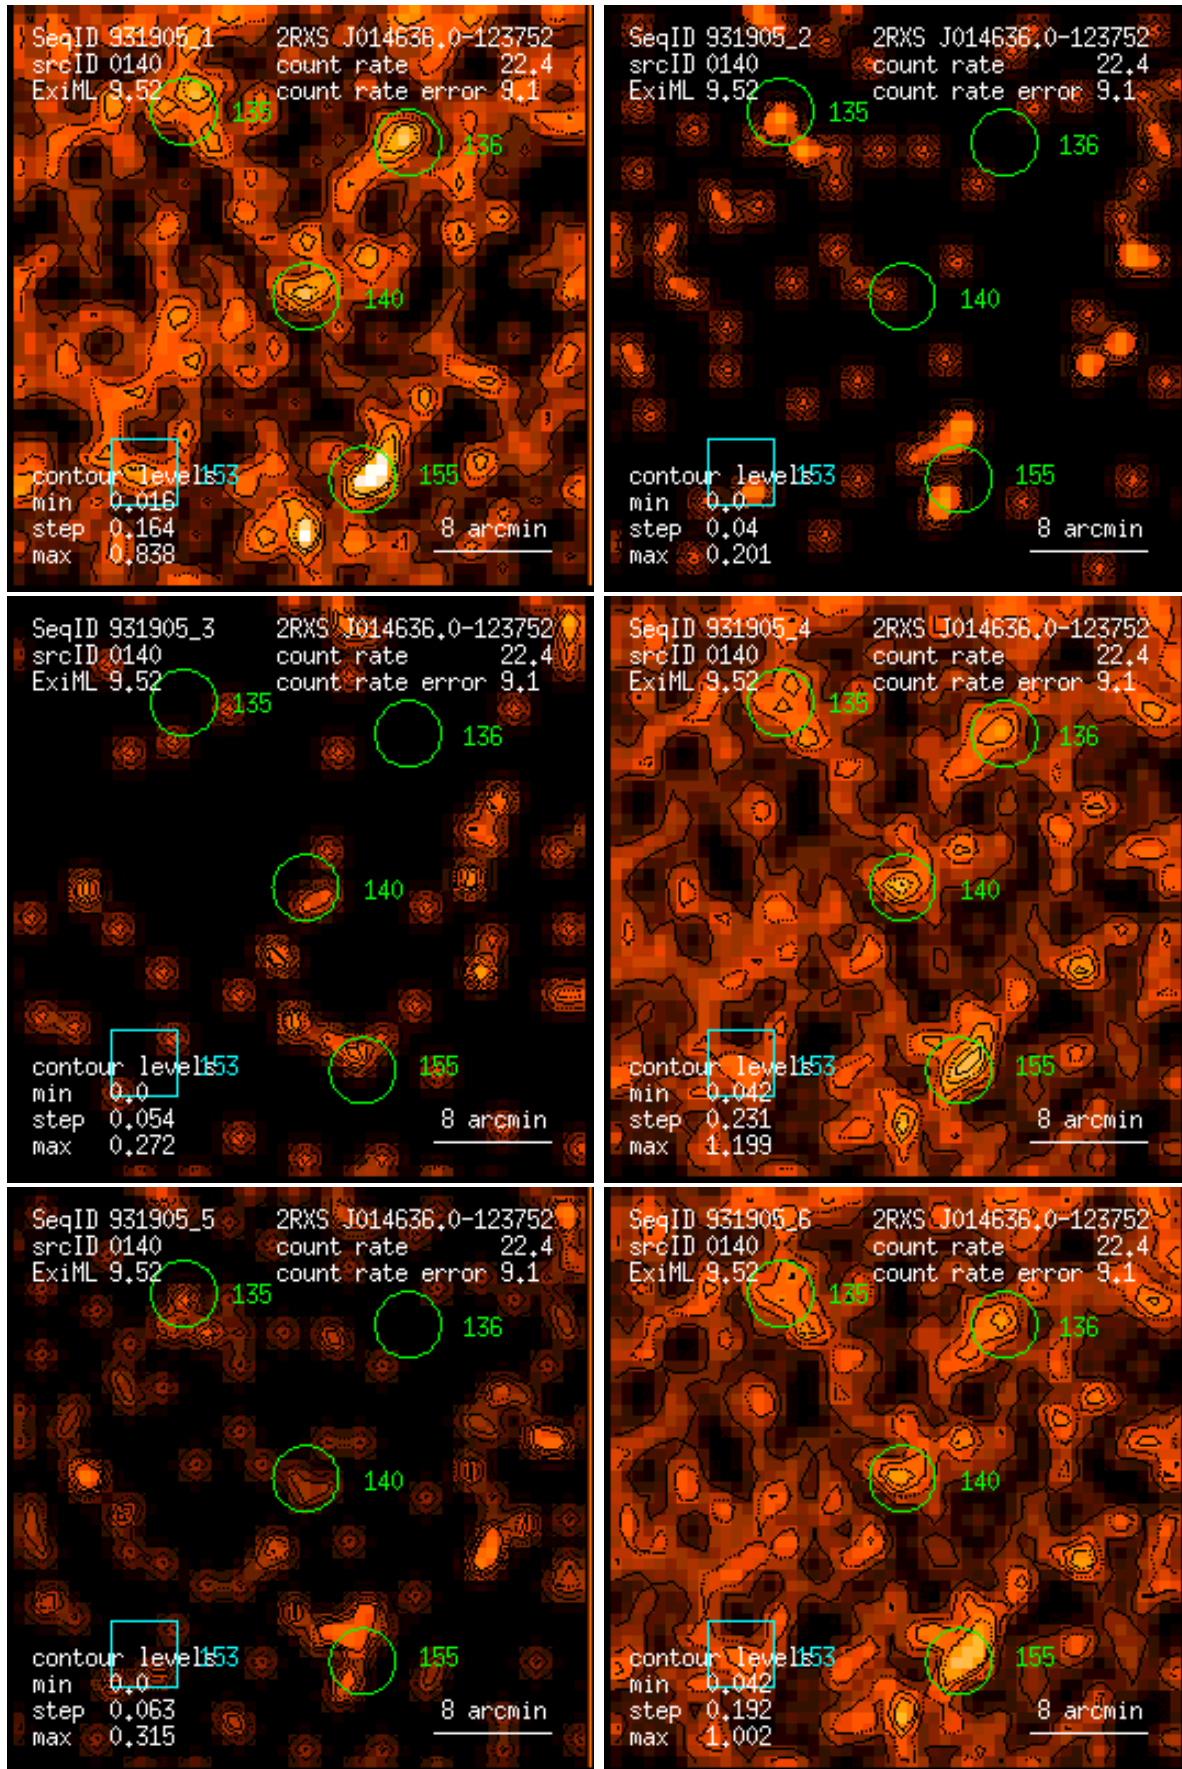 SeqID 931905_1 2RXS J014636.0-123752
srcID 0140 count rate 22.4
ExiML 9.52 count rate error 9.1
135
136
140
contour levels 153 155
min 0.016
step 0.164 8 arcmin
max 0.838
SeqID 931905_2 2RXS J014636.0-123752
srcID 0140 count rate 22.4
ExiML 9.52 count rate error 9.1
135
136
140
contour levels 153 155
min 0.0
step 0.04 8 arcmin
max 0.201
SeqID 931905_3 2RXS J014636.0-123752
srcID 0140 count rate 22.4
ExiML 9.52 count rate error 9.1
135
136
140
contour levels 153 155
min 0.0
step 0.054 8 arcmin
max 0.272
SeqID 931905_4 2RXS J014636.0-123752
srcID 0140 count rate 22.4
ExiML 9.52 count rate error 9.1
135
136
140
contour levels 153 155
min 0.042
step 0.231 8 arcmin
max 1.199
SeqID 931905_5 2RXS J014636.0-123752
srcID 0140 count rate 22.4
ExiML 9.52 count rate error 9.1
135
136
140
contour levels 153 155
min 0.0
step 0.063 8 arcmin
max 0.315
SeqID 931905_6 2RXS J014636.0-123752
srcID 0140 count rate 22.4
ExiML 9.52 count rate error 9.1
135
136
140
contour levels 153 155
min 0.042
step 0.192 8 arcmin
max 1.002